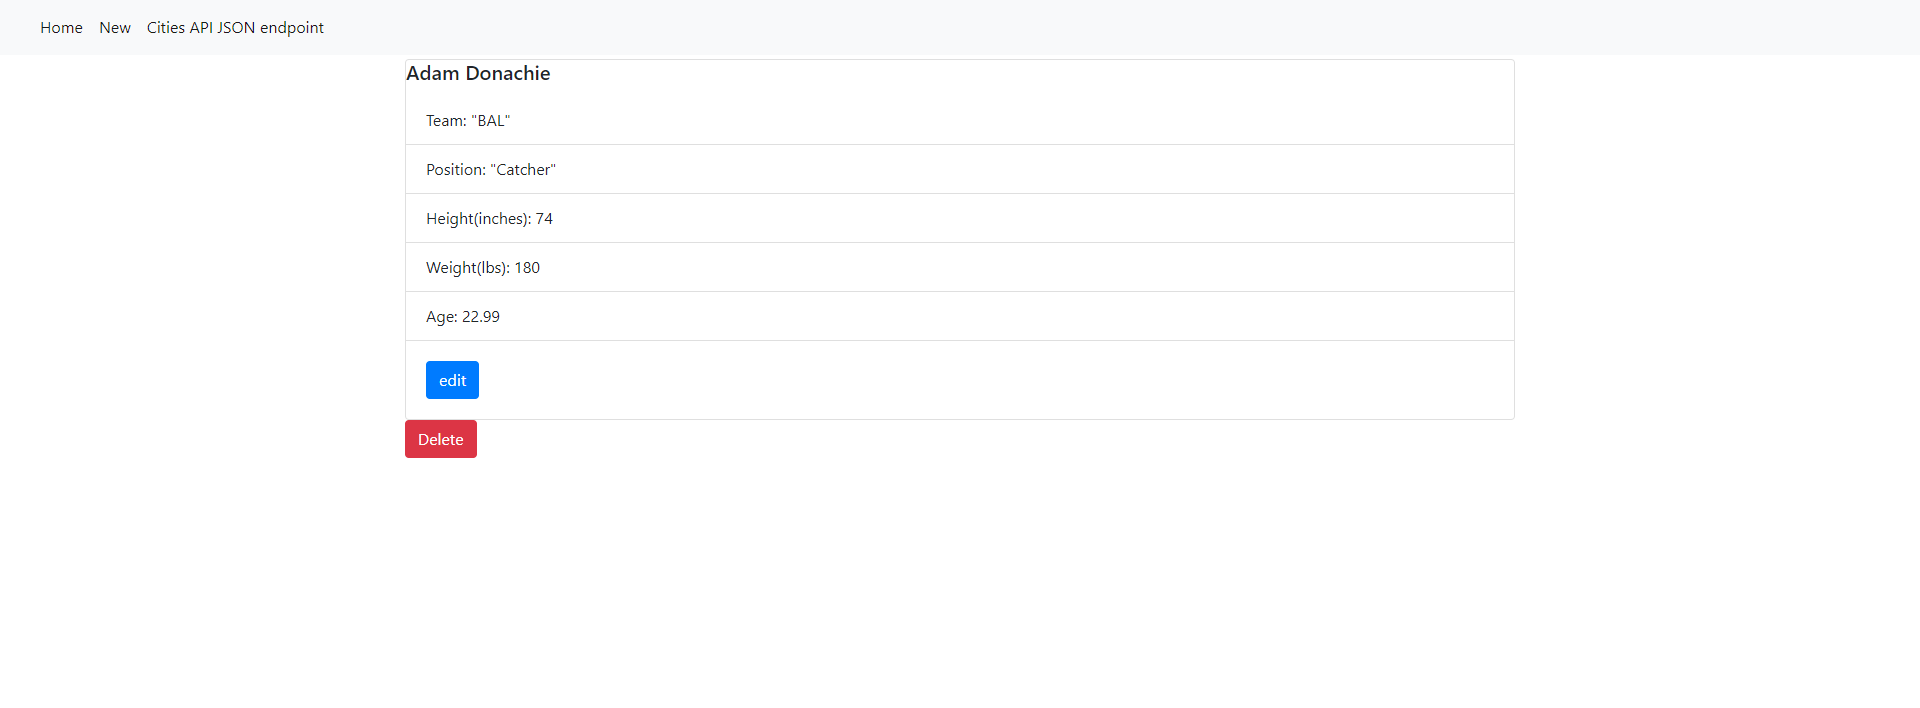 Home New Cities API JSON endpoint
Adam Donachie
Team: "BAL"
Position: "Catcher"
Height(inches): 74
Weight(lbs): 180
Age: 22.99
edit
Delete